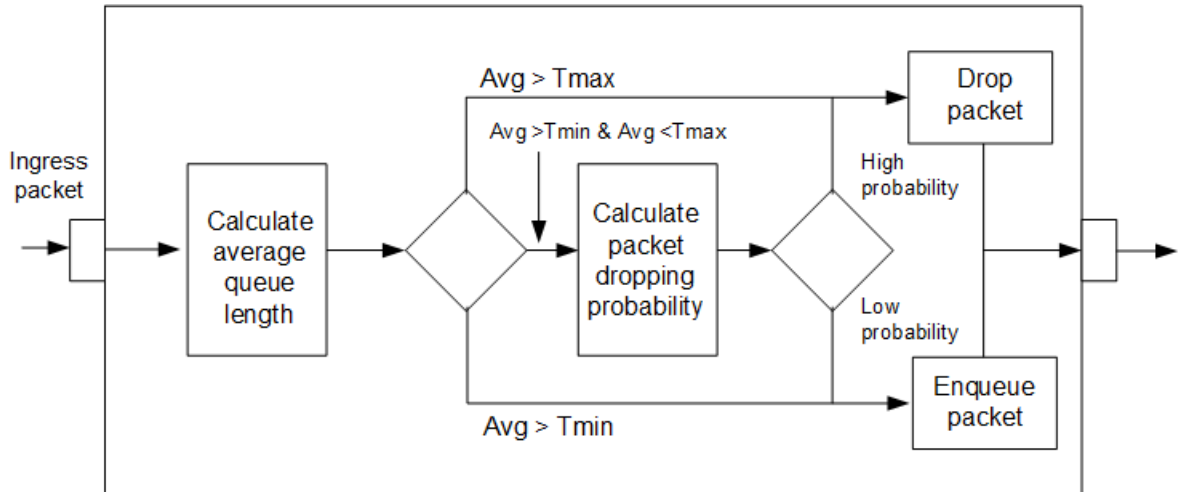 Ingress
packet
Calculate
average
queue
length
Avg > Tmax
Avg >Tmin & Avg <Tmax
Calculate
packet
dropping
probability
High
probability
Low
probability
Avg > Tmin
Drop
packet
Enqueue
packet